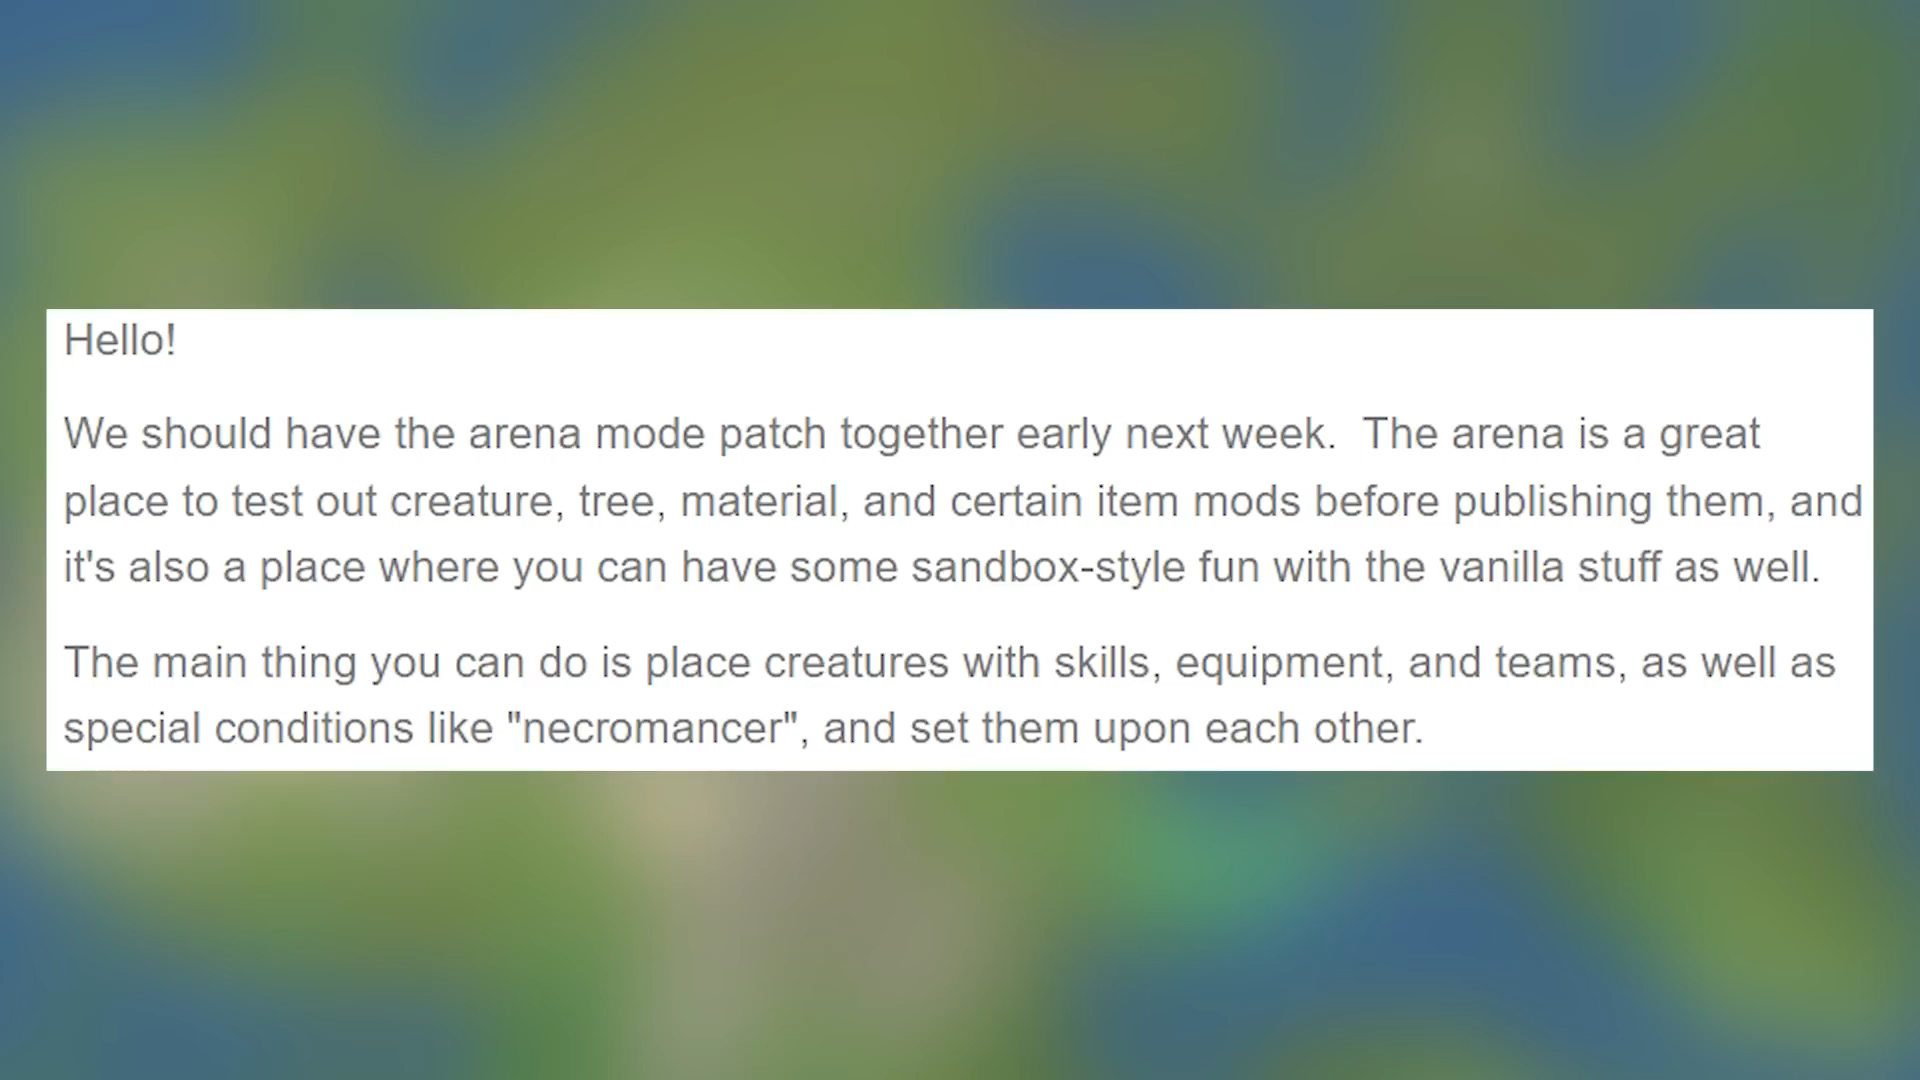 Hello!
We should have the arena mode patch together early next week.  The arena is a great
place to test out creature, tree, material, and certain item mods before publishing them, and
it's also a place where you can have some sandbox-style fun with the vanilla stuff as well.
The main thing you can do is place creatures with skills, equipment, and teams, as well as
special conditions like "necromancer", and set them upon each other.